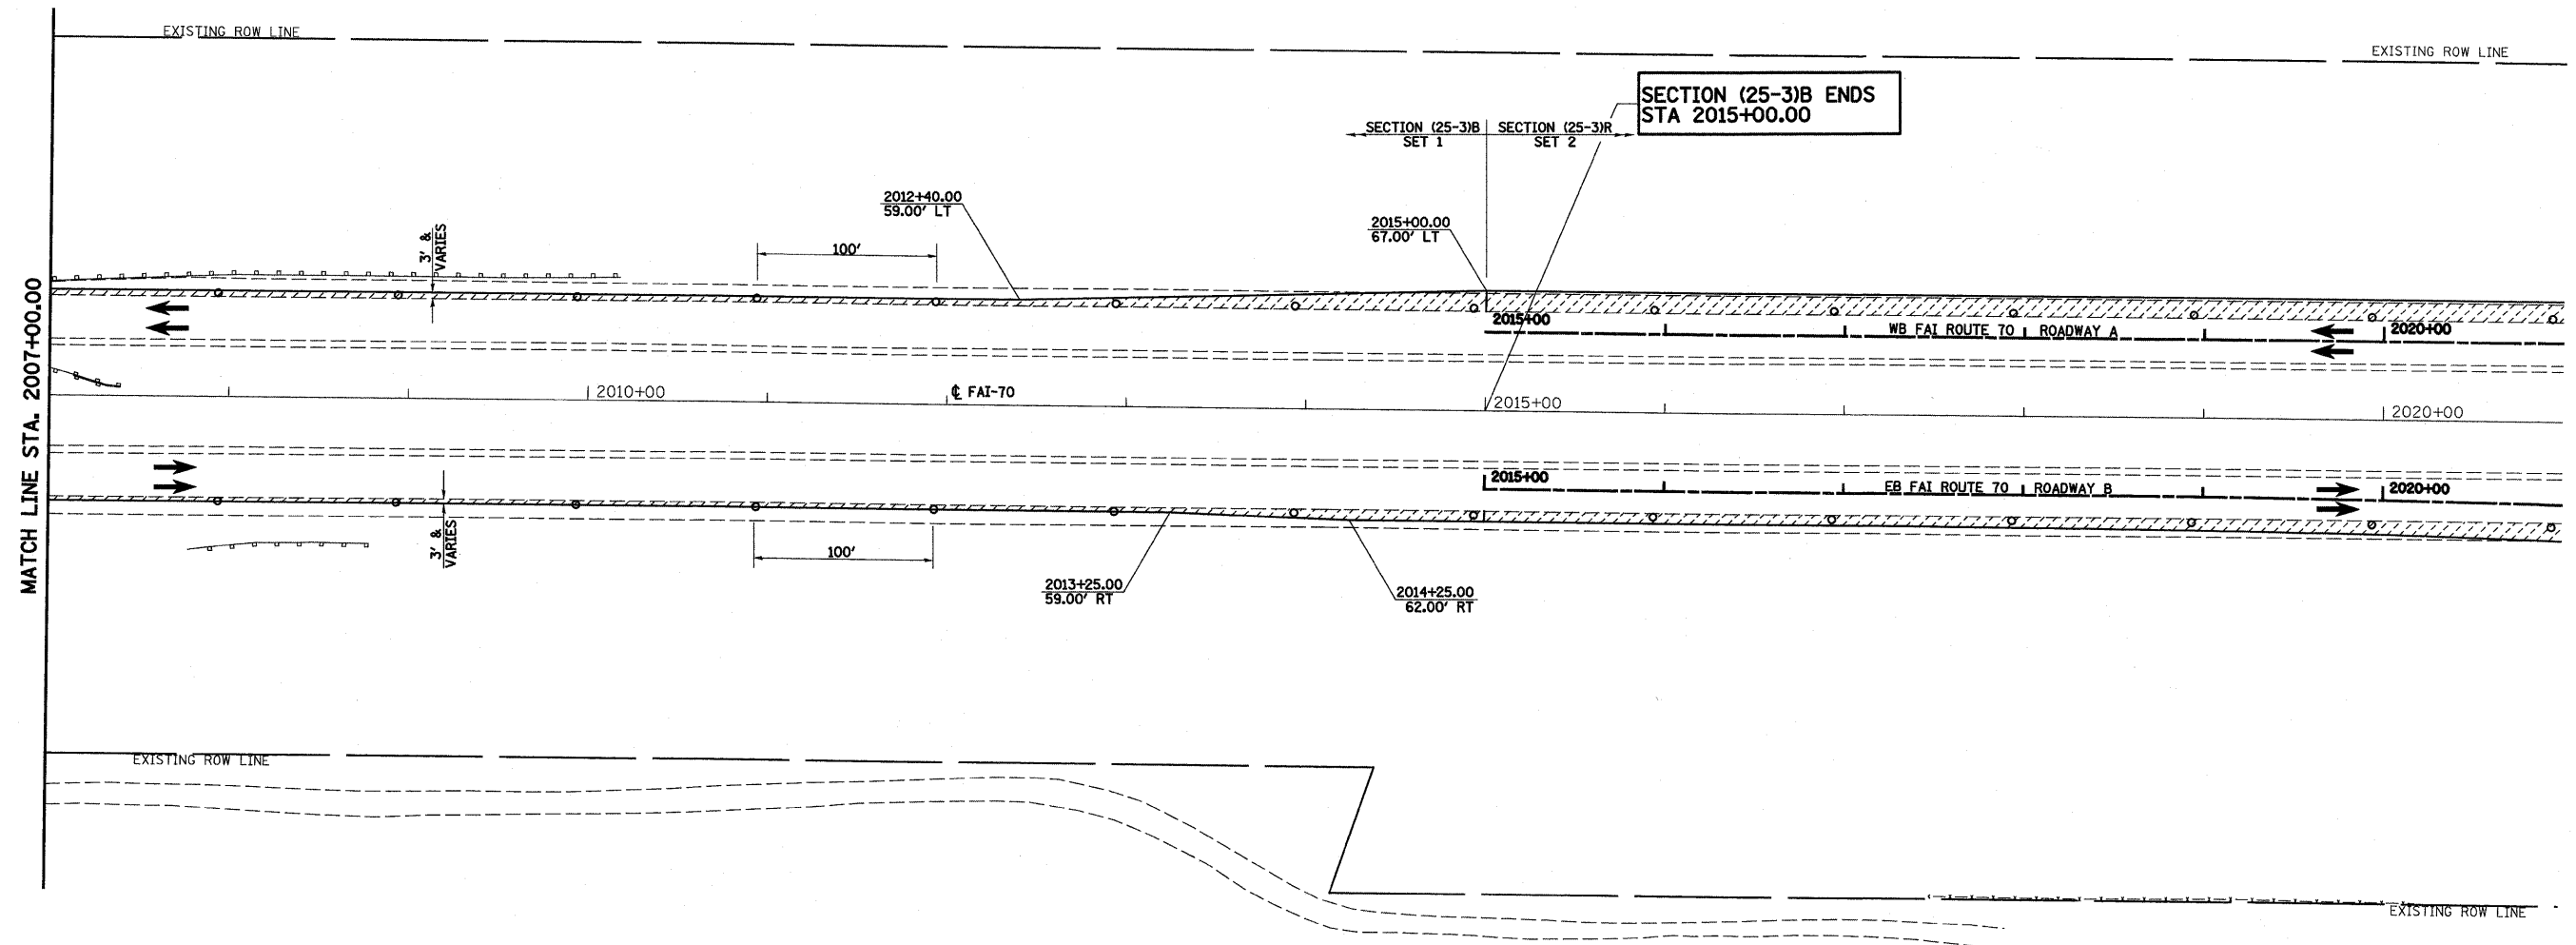 EXISTING ROW LINE
EXISTING ROW LINE
SECTION (25-3)B ENDS
STA 2015+00.00
SECTION (25-3)B
SET 1
SECTION (25-3)R
SET 2
2012+40.00
59.00' LT
2015+00.00
67.00' LT
3' &
VARIES
100'
MATCH LINE STA. 2007+00.00
2015+00
WB FAI ROUTE 70
ROADWAY A
2020+00
2010+00
℄ FAI-70
2015+00
2020+00
2015+00
EB FAI ROUTE 70
ROADWAY B
2020+00
3' &
VARIES
100'
2013+25.00
59.00' RT
2014+25.00
62.00' RT
EXISTING ROW LINE
EXISTING ROW LINE